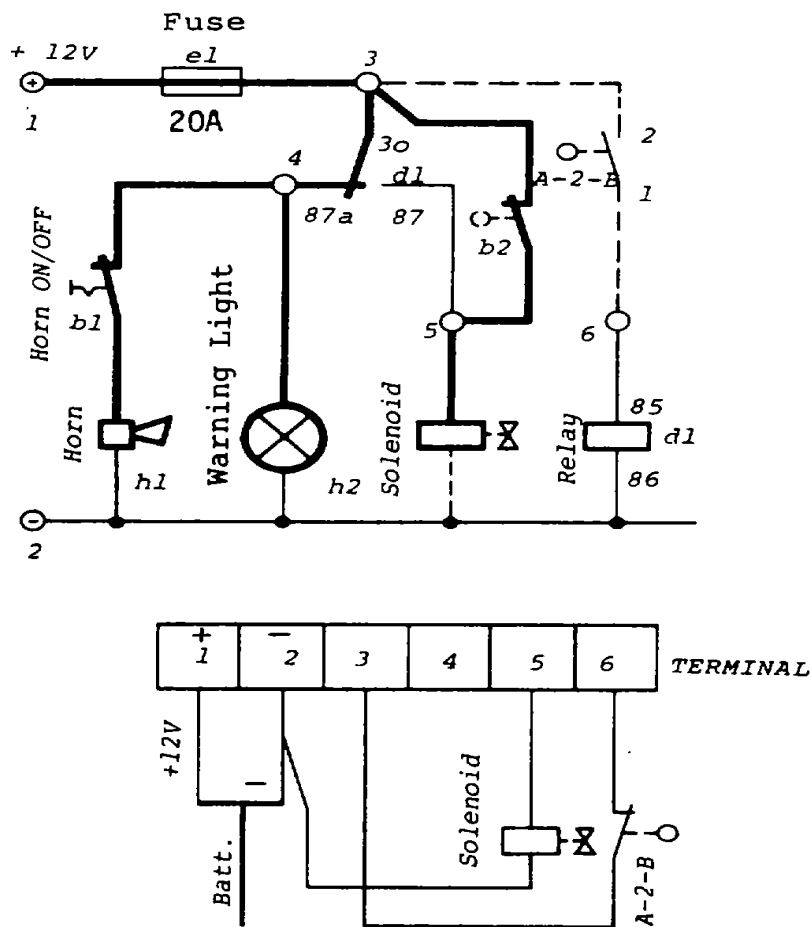 Fuse
+ 12V
e1
3
1
20A
30
2
4
d1
A-2-B
1
87a
87
b2
Horn ON/OFF
b1
Warning Light
5
6
Horn
Solenoid
Relay
85
d1
h1
h2
86
2
+ −
1 2 3 4 5 6 TERMINAL
+12V
−
Solenoid
Batt.
A-2-B